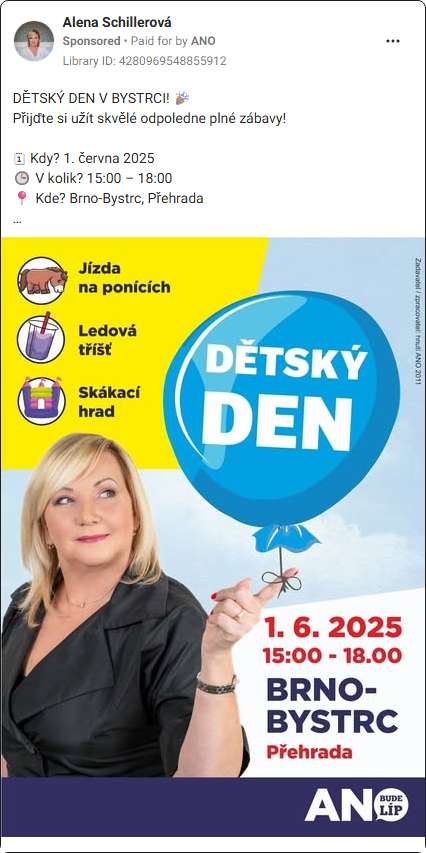 Alena Schillerová
Sponsored • Paid for by ANO
Library ID: 4280969548855912
DĚTSKÝ DEN V BYSTRCI! 🎉
Přijďte si užít skvělé odpoledne plné zábavy!
🗓 Kdy? 1. června 2025
🕒 V kolik? 15:00 – 18:00
📍 Kde? Brno-Bystrc, Přehrada
...
Jízda
na ponících
Ledová
tříšť
Skákací
hrad
Zadavatel / zpracovatel: hnutí ANO 2011
DĚTSKÝ
DEN
1. 6. 2025
15:00 - 18.00
BRNO-
BYSTRC
Přehrada
ANO
BUDE
LÍP